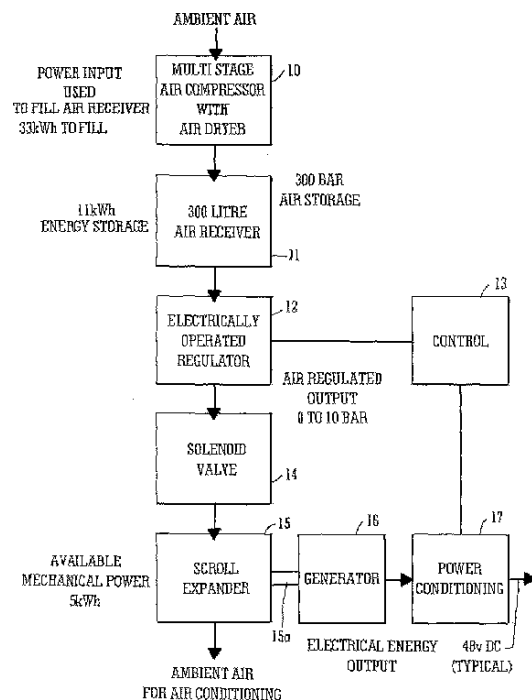 AMBIENT AIR
10
POWER INPUT
USED
TO FILL AIR RECEIVER
33kWh TO FILL
MULTI STAGE
AIR COMPRESSOR
WITH
AIR DRYER
300 BAR
AIR STORAGE
11kWh
ENERGY STORAGE
300 LITRE
AIR RECEIVER
11
12
13
ELECTRICALLY
OPERATED
REGULATOR
CONTROL
AIR REGULATED
OUTPUT
0 TO 10 BAR
SOLENOID
VALVE
14
15
16
17
AVAILABLE
MECHANICAL POWER
5kWh
SCROLL
EXPANDER
GENERATOR
POWER
CONDITIONING
15a
ELECTRICAL ENERGY
OUTPUT
48v DC
(TYPICAL)
AMBIENT AIR
FOR AIR CONDITIONING